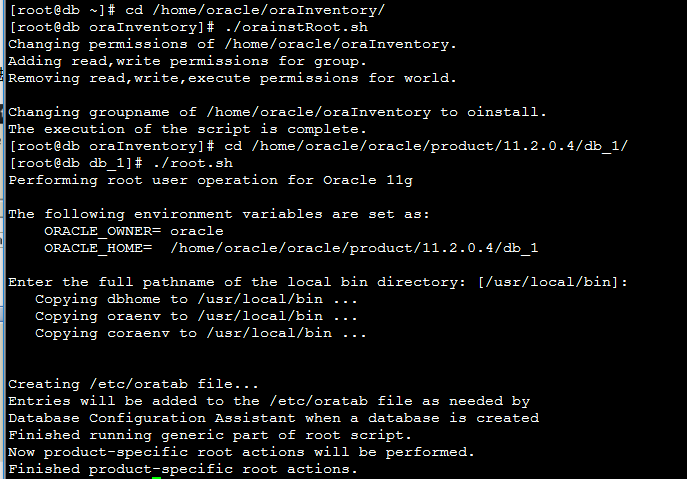 [root@db ~]# cd /home/oracle/oraInventory/
[root@db oraInventory]# ./orainstRoot.sh
Changing permissions of /home/oracle/oraInventory.
Adding read,write permissions for group.
Removing read,write,execute permissions for world.

Changing groupname of /home/oracle/oraInventory to oinstall.
The execution of the script is complete.
[root@db oraInventory]# cd /home/oracle/oracle/product/11.2.0.4/db_1/
[root@db db_1]# ./root.sh
Performing root user operation for Oracle 11g

The following environment variables are set as:
    ORACLE_OWNER= oracle
    ORACLE_HOME=  /home/oracle/oracle/product/11.2.0.4/db_1

Enter the full pathname of the local bin directory: [/usr/local/bin]:
   Copying dbhome to /usr/local/bin ...
   Copying oraenv to /usr/local/bin ...
   Copying coraenv to /usr/local/bin ...


Creating /etc/oratab file...
Entries will be added to the /etc/oratab file as needed by
Database Configuration Assistant when a database is created
Finished running generic part of root script.
Now product-specific root actions will be performed.
Finished product-specific root actions.